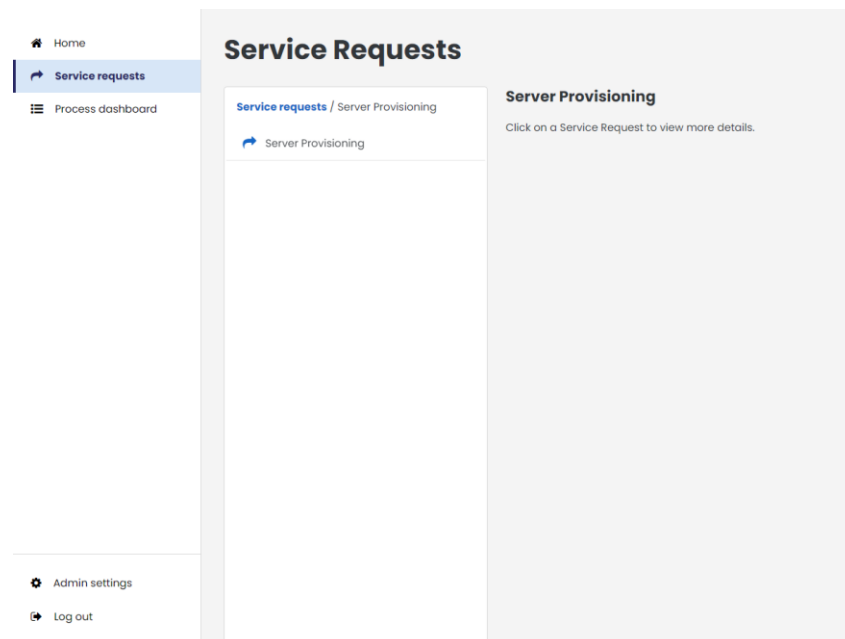 Home
Service requests
Process dashboard
Admin settings
Log out
Service Requests
Service requests / Server Provisioning
Server Provisioning
Server Provisioning
Click on a Service Request to view more details.